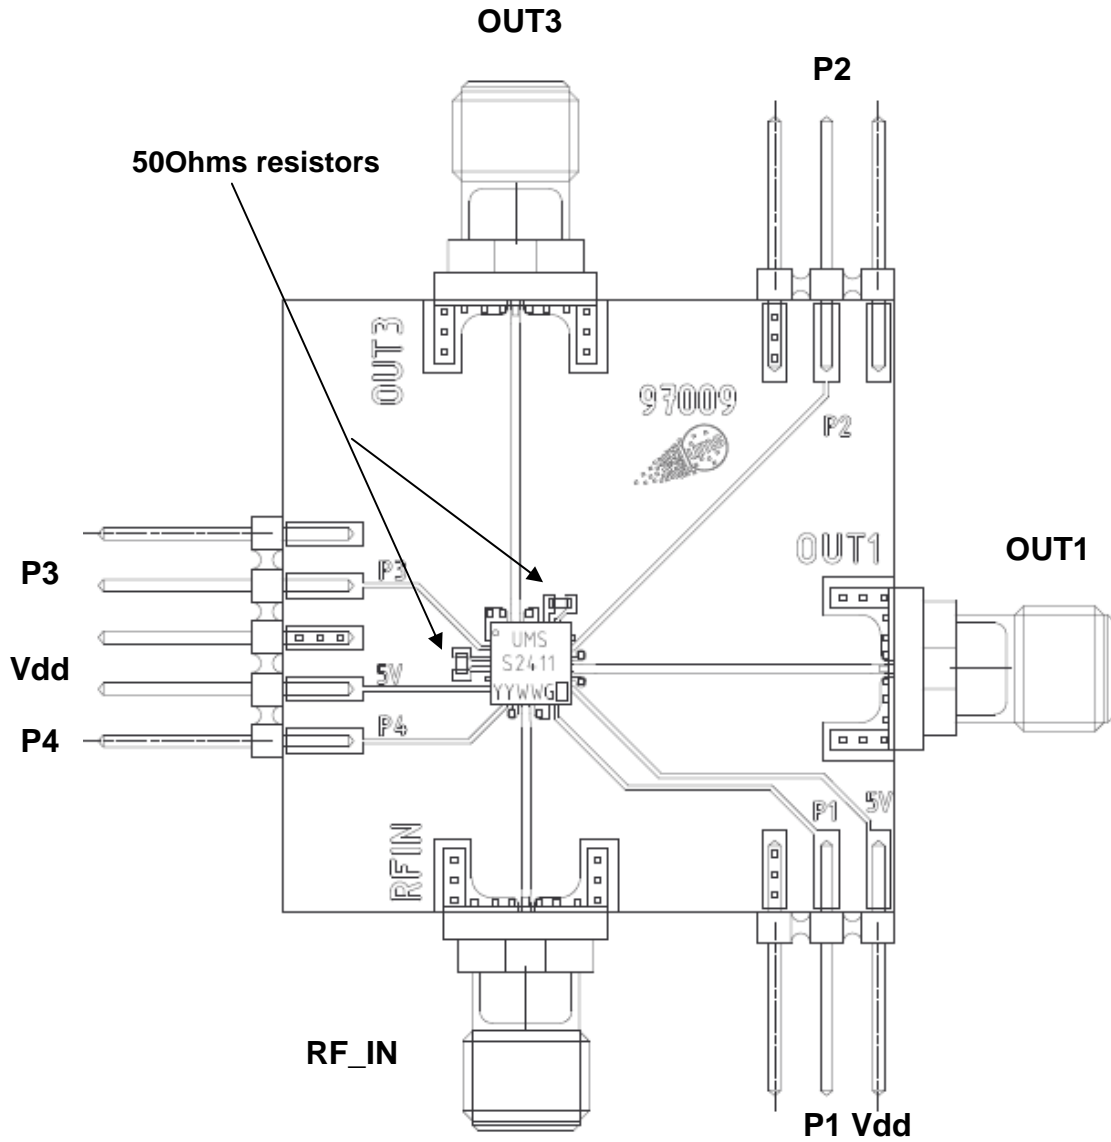 OUT3
P2
50Ohms resistors
OUT3
97009
ums
P2
OUT1
OUT1
P3
P3
UMS
S2411
YYWWG
Vdd
5V
P4
P4
P1
5V
RFIN
RF_IN
P1 Vdd